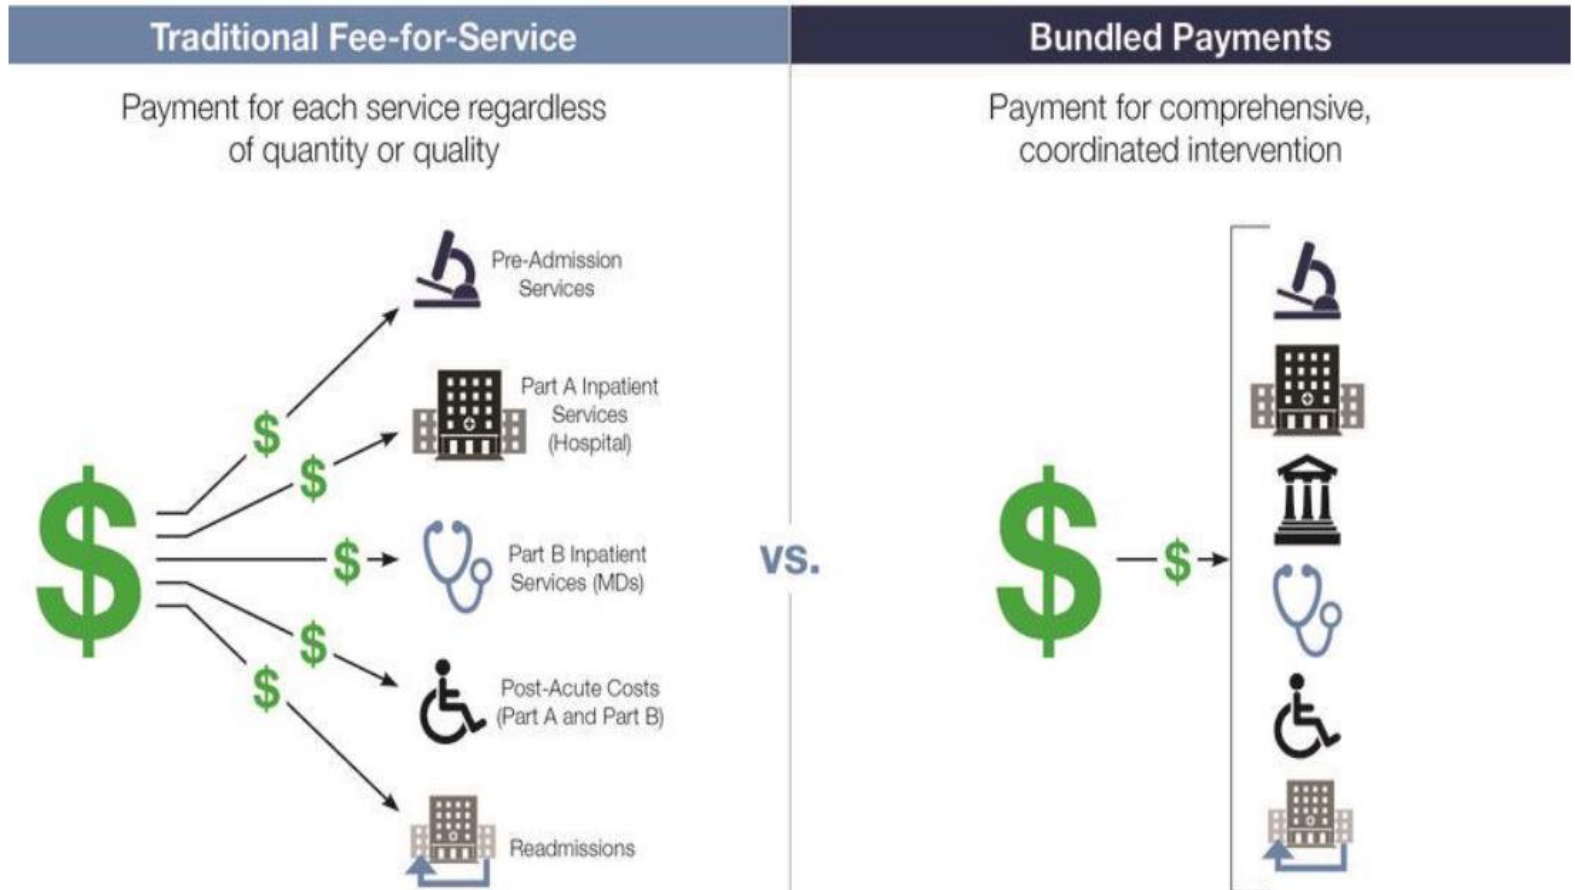 Traditional Fee-for-Service
Payment for each service regardless
of quantity or quality
$
$
$
$
$
$
Pre-Admission
Services
Part A Inpatient
Services
(Hospital)
Part B Inpatient
Services (MDs)
Post-Acute Costs
(Part A and Part B)
Readmissions
vs.
Bundled Payments
Payment for comprehensive,
coordinated intervention
$
$